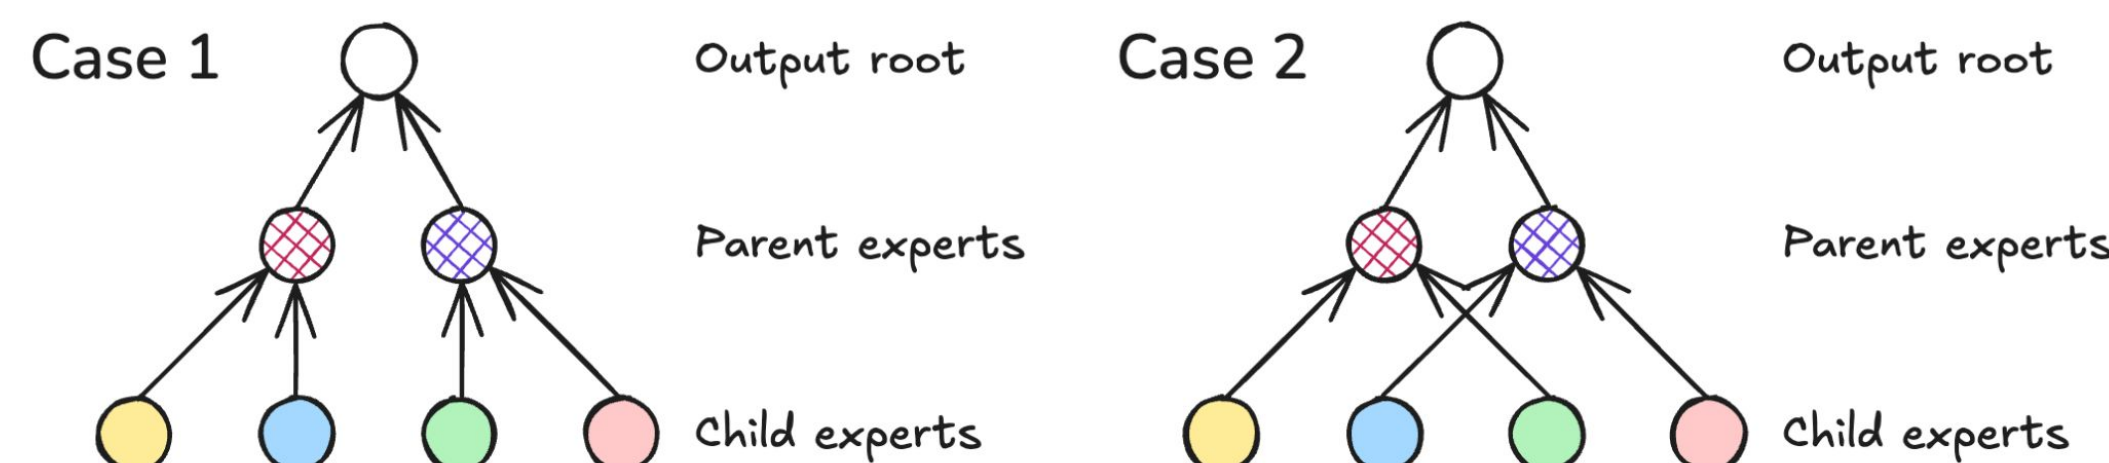 Case 1
Output root
Parent experts
Child experts
Case 2
Output root
Parent experts
Child experts